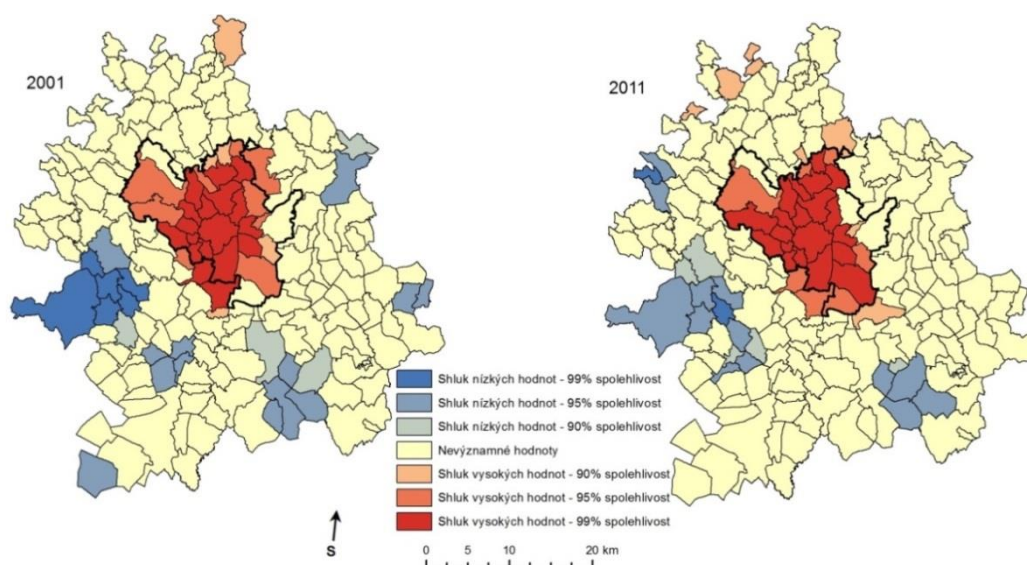 2001
2011
Shluk nízkých hodnot - 99% spolehlivost
Shluk nízkých hodnot - 95% spolehlivost
Shluk nízkých hodnot - 90% spolehlivost
Nevýznamné hodnoty
Shluk vysokých hodnot - 90% spolehlivost
Shluk vysokých hodnot - 95% spolehlivost
Shluk vysokých hodnot - 99% spolehlivost
S
0 5 10 20 km